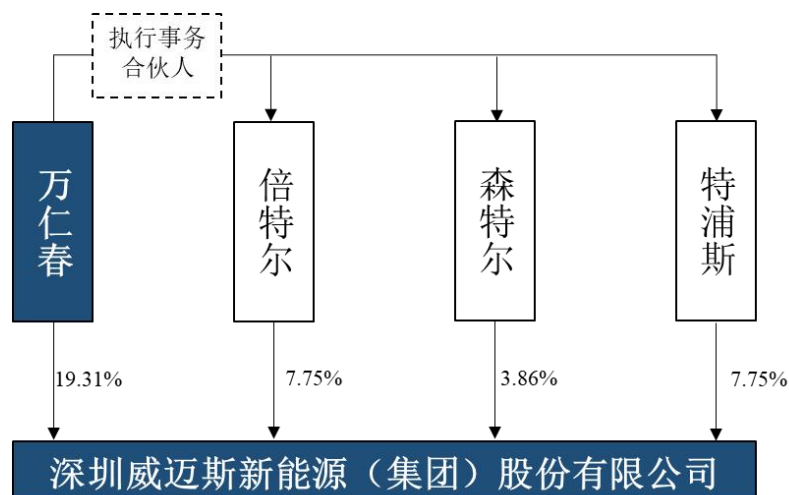 执行事务
合伙人
万仁春
倍特尔
森特尔
特浦斯
19.31%
7.75%
3.86%
7.75%
深圳威迈斯新能源（集团）股份有限公司